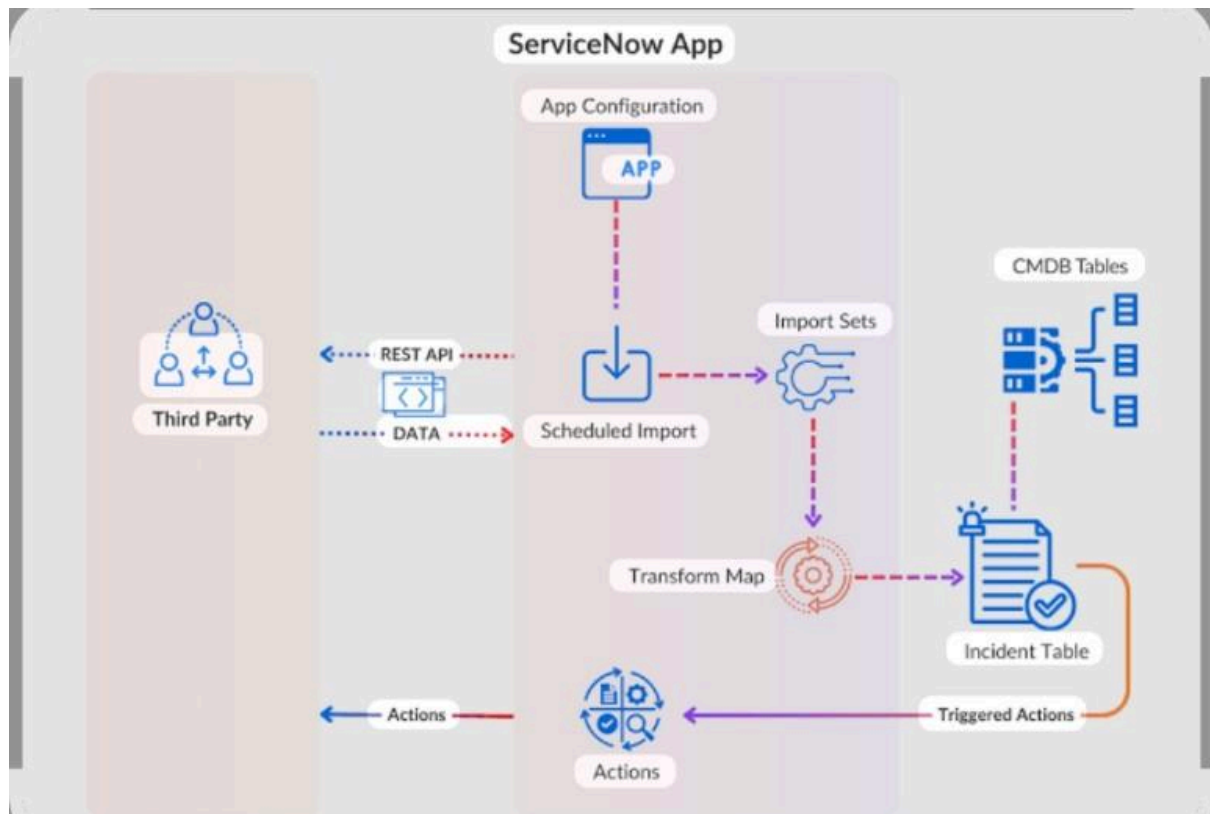 ServiceNow App
App Configuration
APP
CMDB Tables
Import Sets
REST API
Third Party
DATA
Scheduled Import
Transform Map
Incident Table
Actions
Triggered Actions
Actions